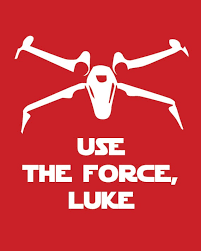 USE
THE FORCE,
LUKE